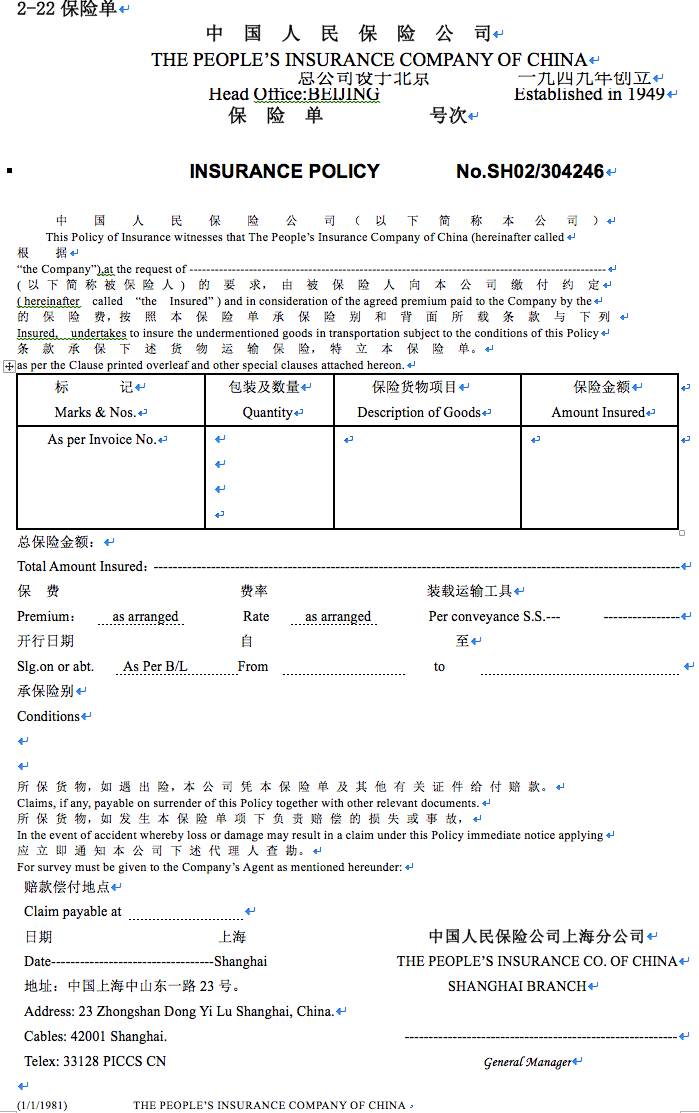 2-22 保险单
中 国 人 民 保 险 公 司
THE PEOPLE’S INSURANCE COMPANY OF CHINA
总公司设于北京 一九四九年创立
Head Office:BEIJING Established in 1949
保 险 单 号次
INSURANCE POLICY No.SH02/304246
中 国 人 民 保 险 公 司 （ 以 下 简 称 本 公 司 ）
This Policy of Insurance witnesses that The People’s Insurance Company of China (hereinafter called
根 据
“the Company”),at the request of ------------------------------------------------
( 以 下 简 称 被 保 险 人 ) 的 要 求，由 被 保 险 人 向 本 公 司 缴 付 约 定
( hereinafter called “the Insured” ) and in consideration of the agreed premium paid to the Company by the
的 保 险 费，按 照 本 保 险 单 承 保 险 别 和 背 面 所 载 条 款 与 下 列
Insured, undertakes to insure the undermentioned goods in transportation subject to the conditions of this Policy
条 款 承 保 下 述 货 物 运 输 保 险，特 立 本 保 险 单。
as per the Clause printed overleaf and other special clauses attached hereon.
标 记 包装及数量 保险货物项目 保险金额
Marks & Nos. Quantity Description of Goods Amount Insured
As per Invoice No.
总保险金额：
Total Amount Insured: ------------------------------------------------
保 费 费率 装载运输工具
Premium: as arranged Rate as arranged Per conveyance S.S.--- ----------------
开行日期 自 至
Slg.on or abt. As Per B/L From to
承保险别
Conditions
所 保 货 物，如 遇 出 险，本 公 司 凭 本 保 险 单 及 其 他 有 关 证 件 给 付 赔 款。
Claims, if any, payable on surrender of this Policy together with other relevant documents.
所 保 货 物，如 发 生 本 保 险 单 项 下 负 责 赔 偿 的 损 失 或 事 故，
In the event of accident whereby loss or damage may result in a claim under this Policy immediate notice applying
应 立 即 通 知 本 公 司 下 述 代 理 人 查 勘。
For survey must be given to the Company’s Agent as mentioned hereunder:
赔款偿付地点
Claim payable at
日期 上海 中国人民保险公司上海分公司
Date----------------------------------Shanghai THE PEOPLE’S INSURANCE CO. OF CHINA
地址：中国上海中山东一路 23 号。 SHANGHAI BRANCH
Address: 23 Zhongshan Dong Yi Lu Shanghai, China.
Cables: 42001 Shanghai. ------------------------------------------------
Telex: 33128 PICCS CN General Manager
(1/1/1981) THE PEOPLE’S INSURANCE COMPANY OF CHINA